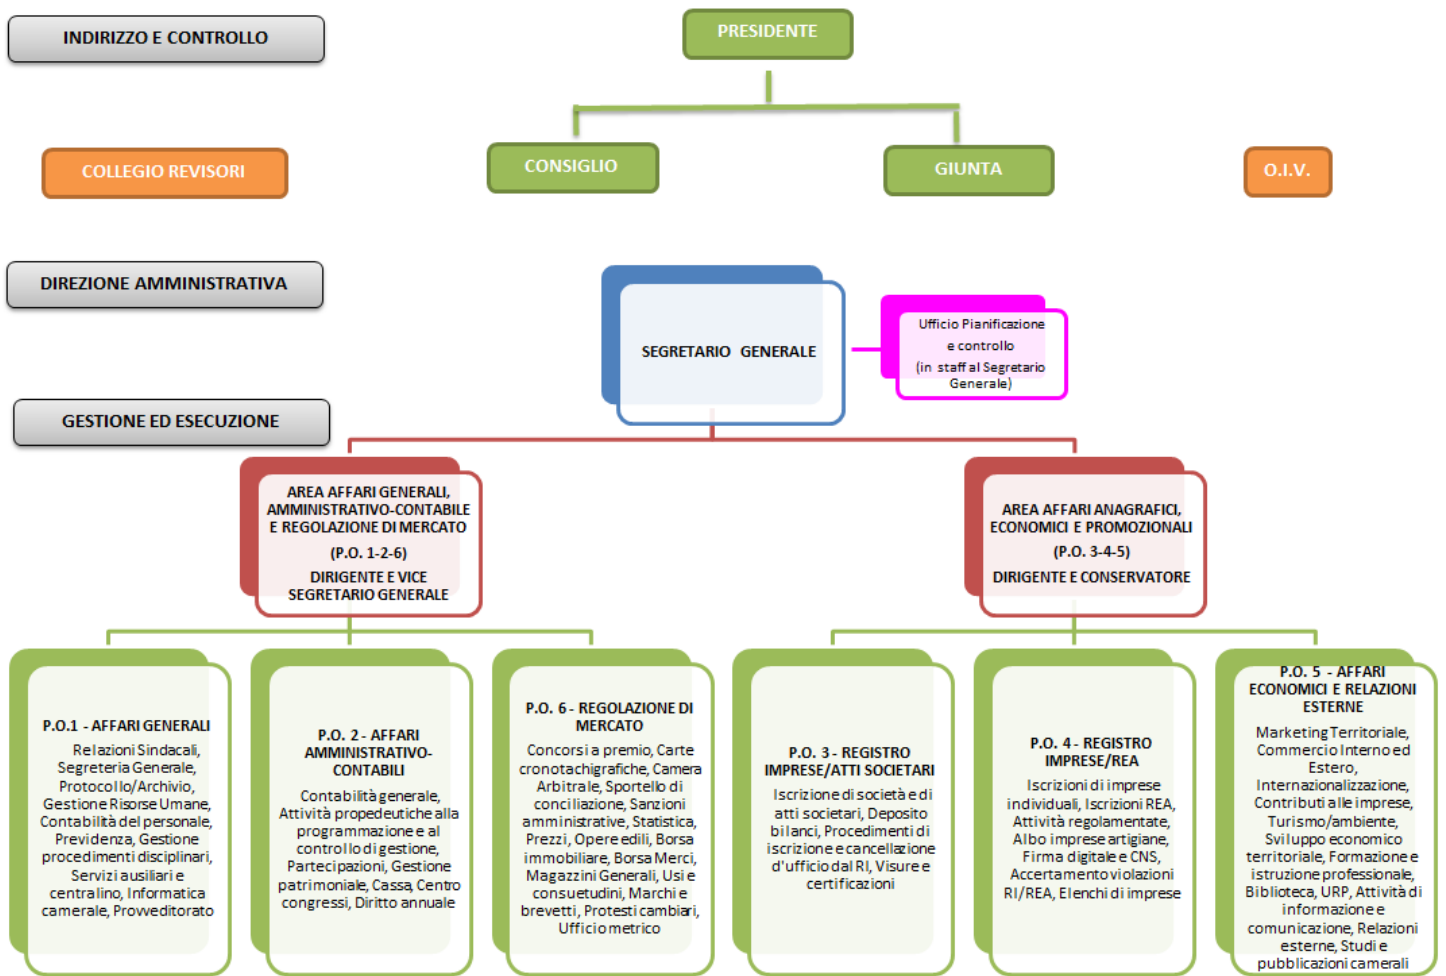 INDIRIZZO E CONTROLLO
PRESIDENTE
COLLEGIO REVISORI
CONSIGLIO
GIUNTA
O.I.V.
DIREZIONE AMMINISTRATIVA
SEGRETARIO GENERALE
Ufficio Pianificazione
e controllo
(in staff al Segretario
Generale)
GESTIONE ED ESECUZIONE
AREA AFFARI GENERALI,
AMMINISTRATIVO-CONTABILE
E REGOLAZIONE DI MERCATO
(P.O. 1-2-6)
DIRIGENTE E VICE
SEGRETARIO GENERALE
AREA AFFARI ANAGRAFICI,
ECONOMICI E PROMOZIONALI
(P.O. 3-4-5)
DIRIGENTE E CONSERVATORE
P.O.1 - AFFARI GENERALI
Relazioni Sindacali,
Segreteria Generale,
Protocollo/Archivio,
Gestione Risorse Umane,
Contabilità del personale,
Previdenza, Gestione
procedimenti disciplinari,
Servizi ausiliari e
centralino, Informatica
camerale, Provveditorato
P.O. 2 - AFFARI
AMMINISTRATIVO-
CONTABILI
Contabilità generale,
Attività propedeutiche alla
programmazione e al
controllo di gestione,
Partecipazioni, Gestione
patrimoniale, Cassa, Centro
congressi, Diritto annuale
P.O. 6 - REGOLAZIONE DI
MERCATO
Concorsi a premio, Carte
cronotachigrafiche, Camera
Arbitrale, Sportello di
conciliazione, Sanzioni
amministrative, Statistica,
Prezzi, Opere edili, Borsa
immobiliare, Borsa Merci,
Magazzini Generali, Usi e
consuetudini, Marchi e
brevetti, Protesti cambiari,
Ufficio metrico
P.O. 3 - REGISTRO
IMPRESE/ATTI SOCIETARI
Iscrizione di società e di
atti societari, Deposito
bilanci, Procedimenti di
iscrizione e cancellazione
d'ufficio dal RI, Visure e
certificazioni
P.O. 4 - REGISTRO
IMPRESE/REA
Iscrizioni di imprese
individuali, Iscrizioni REA,
Attività regolamentate,
Albo imprese artigiane,
Firma digitale e CNS,
Accertamento violazioni
RI/REA, Elenchi di imprese
P.O. 5 - AFFARI
ECONOMICI E RELAZIONI
ESTERNE
Marketing Territoriale,
Commercio Interno ed
Estero,
Internazionalizzazione,
Contributi alle imprese,
Turismo/ambiente,
Sviluppo economico
territoriale, Formazione e
istruzione professionale,
Biblioteca, URP, Attività di
informazione e
comunicazione, Relazioni
esterne, Studi e
pubblicazioni camerali